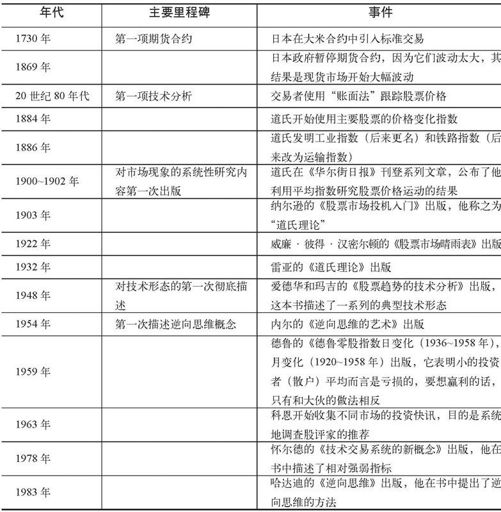 年代 主要里程碑 事件
1730 年 第一项期货合约 日本在大米合约中引入标准交易
1869 年 日本政府暂停期货合约，因为它们波动太大，其
结果是现货市场开始大幅波动
20 世纪 80 年代 第一项技术分析 交易者使用“账面法”跟踪股票价格
1884 年 道氏开始使用主要股票的价格变化指数
1886 年 道氏发明工业指数（后来更名）和铁路指数（后
来改为运输指数）
1900~1902 年 对市场现象的系统性研究内 道氏在《华尔街日报》刊登系列文章，公布了他
容第一次出版 利用平均指数研究股票价格运动的结果
1903 年 纳尔逊的《股票市场投机入门》出版，他称之为
“道氏理论”
1922 年 威廉·彼得·汉密尔顿的《股票市场晴雨表》出版
1932 年 雷亚的《道氏理论》出版
1948 年 对技术形态的第一次彻底描 爱德华和玛吉的《股票趋势的技术分析》出版，
述 这本书描述了一系列的典型技术形态
1954 年 第一次描述逆向思维概念 内尔的《逆向思维的艺术》出版
1959 年 德鲁的《德鲁零股指数日变化（1936~1958 年），
月变化（1920~1958 年）出版，它表明小的投资
者（散户）平均而言是亏损的，要想赢利的话，
只有和大伙的做法相反
1963 年 科恩开始收集不同市场的投资快讯，目的是系统
地调查股评家的推荐
1978 年 怀尔德的《技术交易系统的新概念》出版，他在
书中描述了相对强弱指标
1983 年 哈达迪的《逆向思维》出版，他在书中提出了逆
向思维的方法